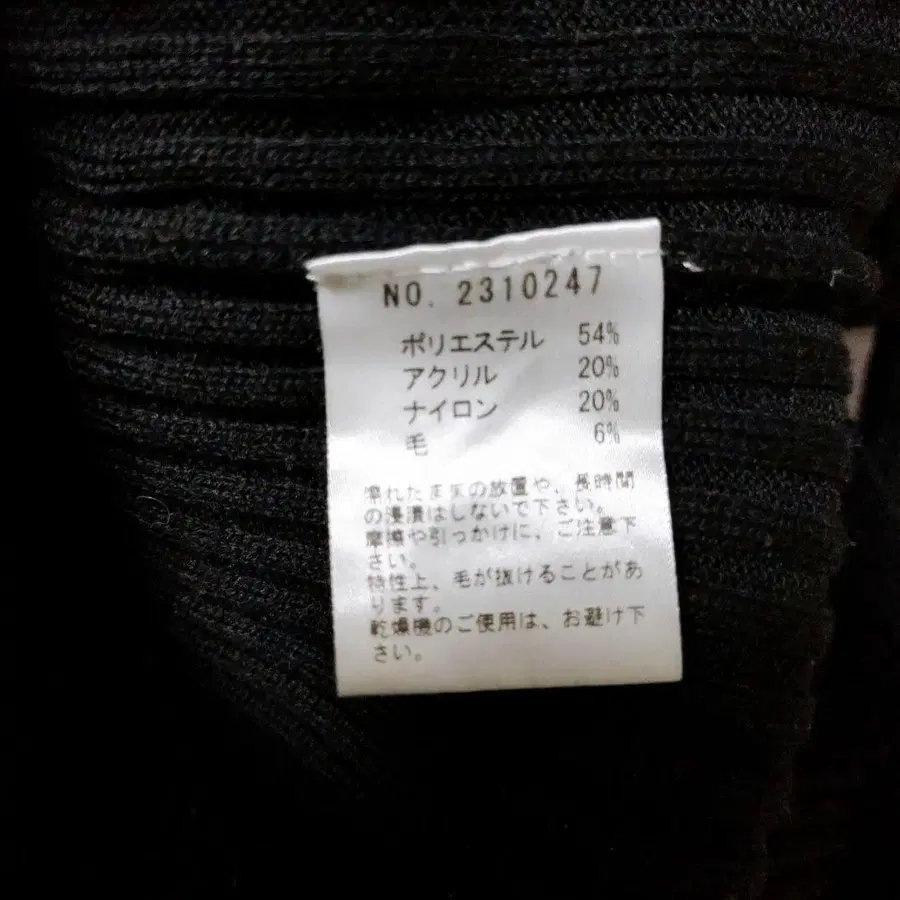 NO. 2310247
ポリエステル 54%
アクリル 20%
ナイロン 20%
毛 6%
濡れたままの放置や、長時間
の浸漬はしないで下さい。
摩擦や引っかけに、ご注意下
さい。
特性上、毛が抜けることがあ
ります。
乾燥機のご使用は、お避け下
さい。